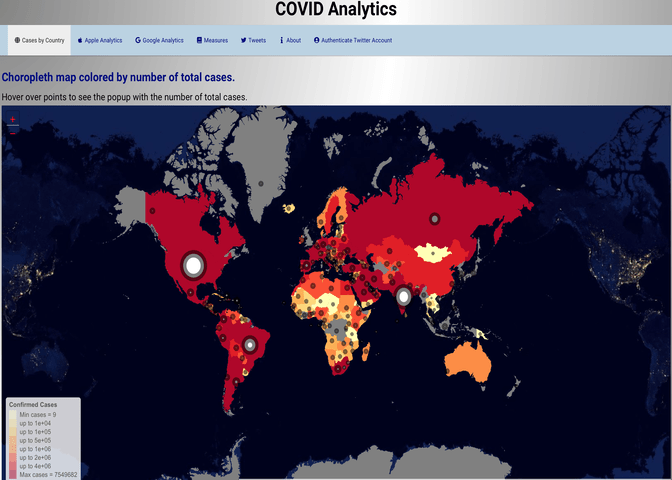 COVID Analytics
Cases by Country Apple Analytics Google Analytics Measures Tweets About Authenticate Twitter Account
Choropleth map colored by number of total cases.
Hover over points to see the popup with the number of total cases.
+
Confirmed Cases
Min cases = 9
up to 1e+04
up to 1e+05
up to 5e+05
up to 1e+06
up to 2e+06
up to 4e+06
Max cases = 7549682